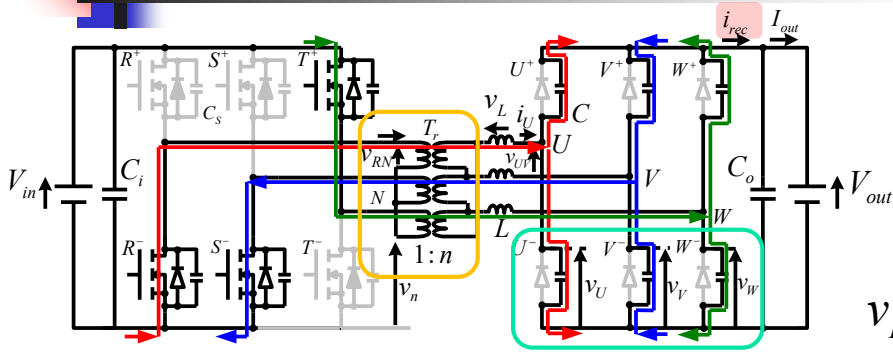 i_rec I_out
R⁺ S⁺ T⁺ U⁺ V⁺ W⁺
C_S T_r v_L i_U C
V_in C_i v_RN v_UV U C_o V_out
N V
L W
R⁻ S⁻ T⁻ 1:n U⁻ V⁻ W⁻
v_n v_U v_V v_W